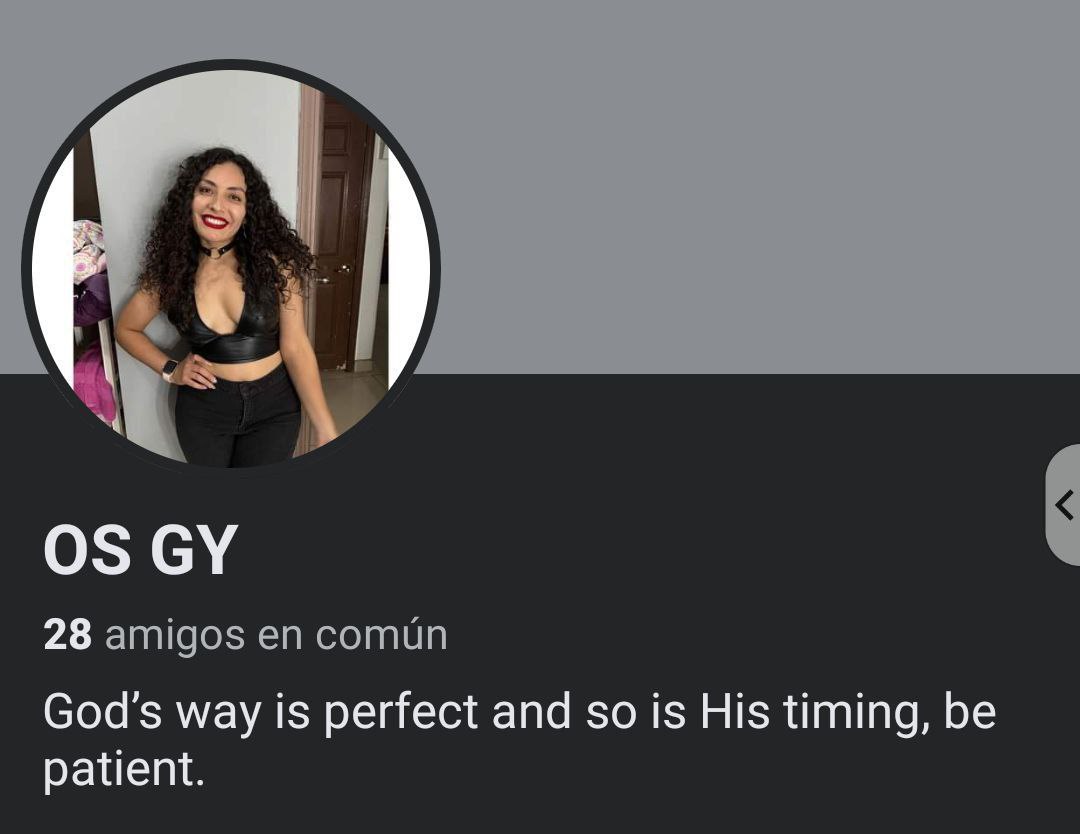 OS GY
28 amigos en común
God’s way is perfect and so is His timing, be
patient.